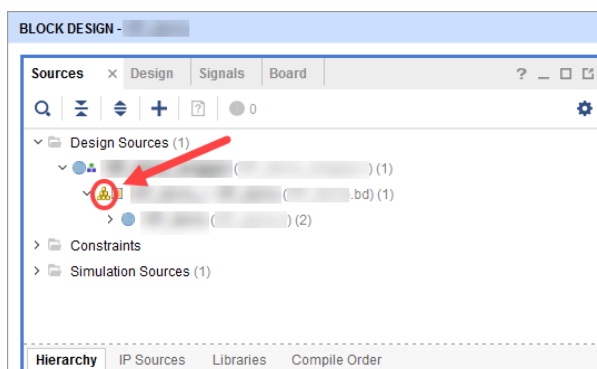 BLOCK DESIGN -
Sources × Design Signals Board ? _
0
Design Sources (1)
( ) (1)
( .bd) (1)
( ) (2)
Constraints
Simulation Sources (1)
Hierarchy IP Sources Libraries Compile Order